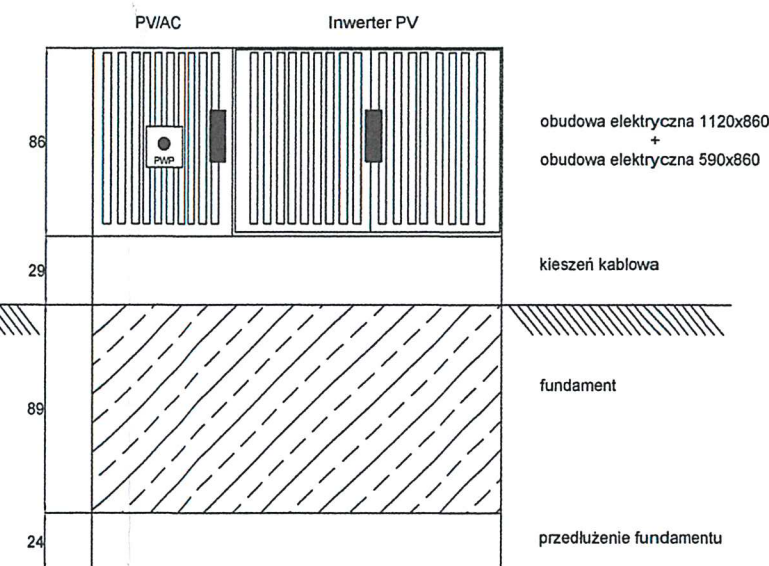 PV/AC Inwerter PV
86
PWP
obudowa elektryczna 1120x860
+
obudowa elektryczna 590x860
29
kieszeń kablowa
fundament
89
24
przedłużenie fundamentu